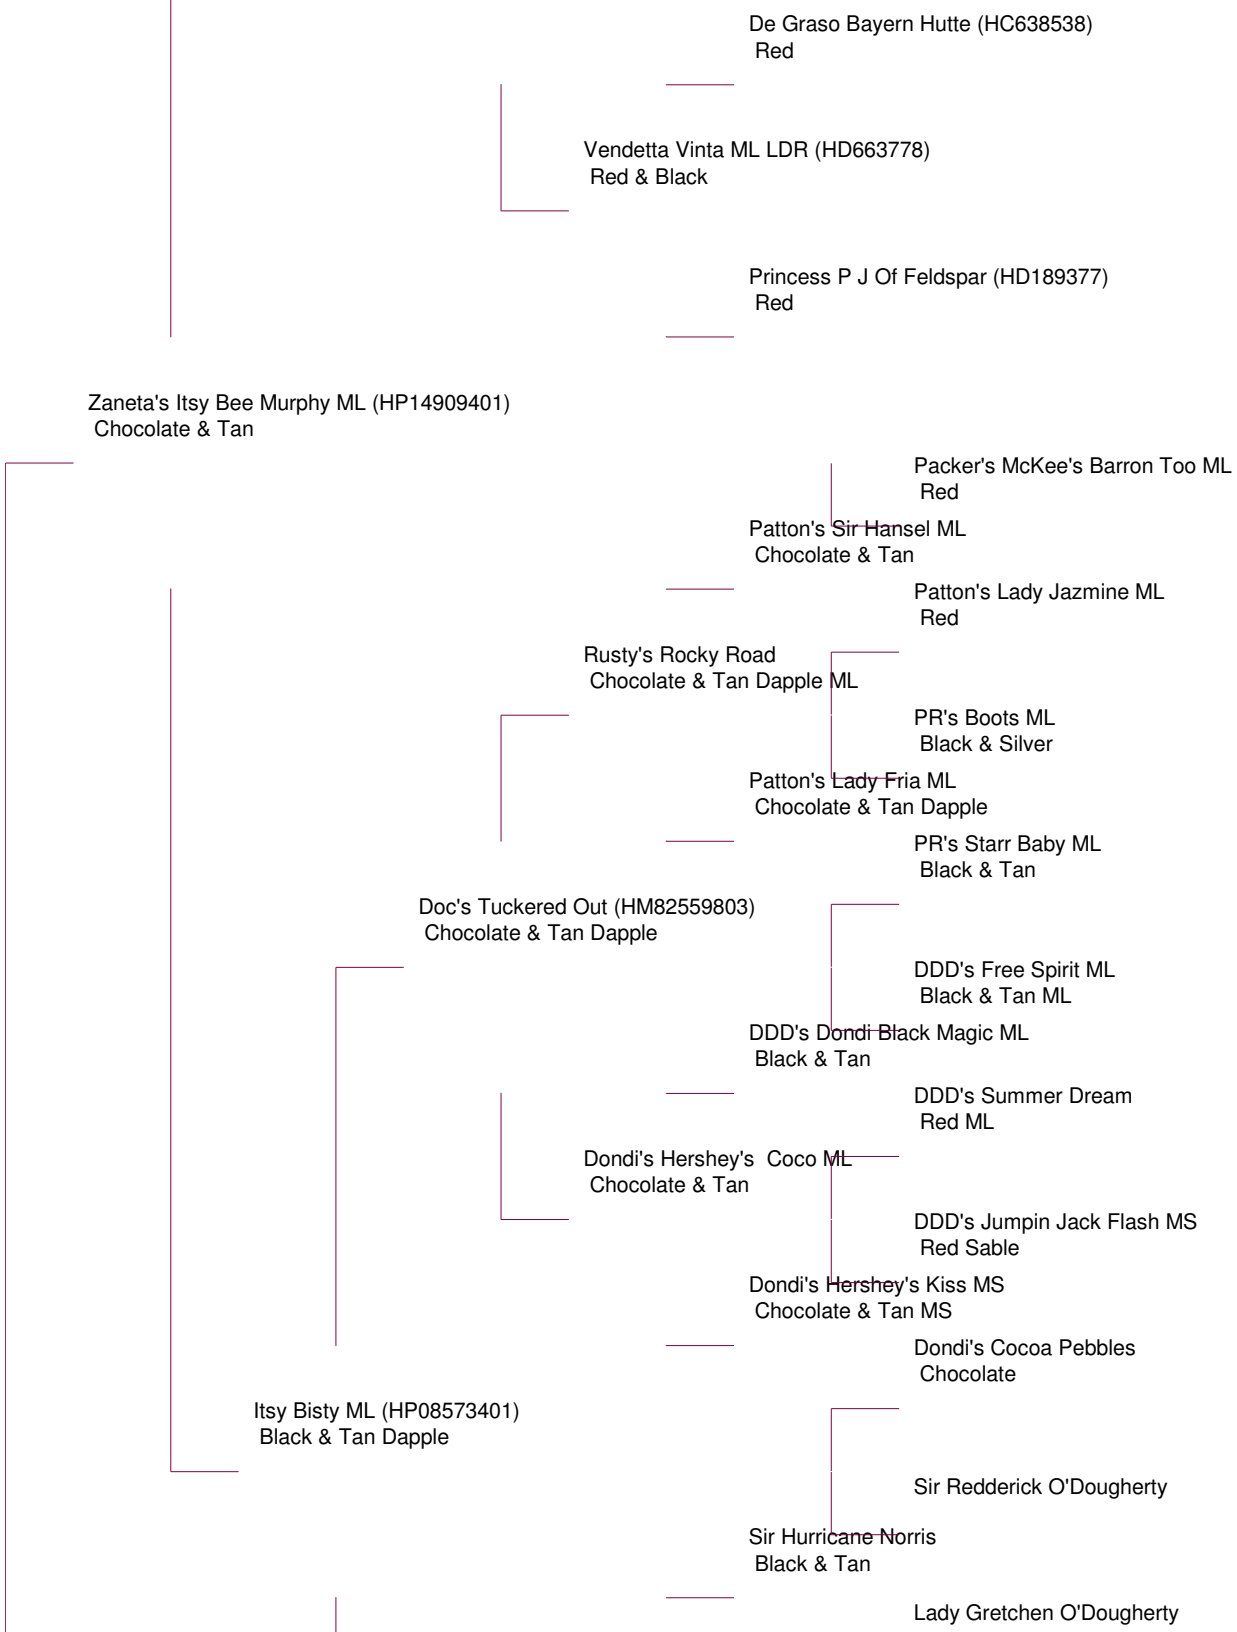 De Graso Bayern Hutte (HC638538)
Red
Vendetta Vinta ML LDR (HD663778)
Red & Black
Princess P J Of Feldspar (HD189377)
Red
Zaneta's Itsy Bee Murphy ML (HP14909401)
Chocolate & Tan
Packer's McKee's Barron Too ML
Red
Patton's Sir Hansel ML
Chocolate & Tan
Patton's Lady Jazmine ML
Red
Rusty's Rocky Road
Chocolate & Tan Dapple ML
PR's Boots ML
Black & Silver
Patton's Lady Fria ML
Chocolate & Tan Dapple
PR's Starr Baby ML
Black & Tan
Doc's Tuckered Out (HM82559803)
Chocolate & Tan Dapple
DDD's Free Spirit ML
Black & Tan ML
DDD's Dondi Black Magic ML
Black & Tan
DDD's Summer Dream
Red ML
Dondi's Hershey's  Coco ML
Chocolate & Tan
DDD's Jumpin Jack Flash MS
Red Sable
Dondi's Hershey's Kiss MS
Chocolate & Tan MS
Dondi's Cocoa Pebbles
Chocolate
Itsy Bisty ML (HP08573401)
Black & Tan Dapple
Sir Redderick O'Dougherty
Sir Hurricane Norris
Black & Tan
Lady Gretchen O'Dougherty